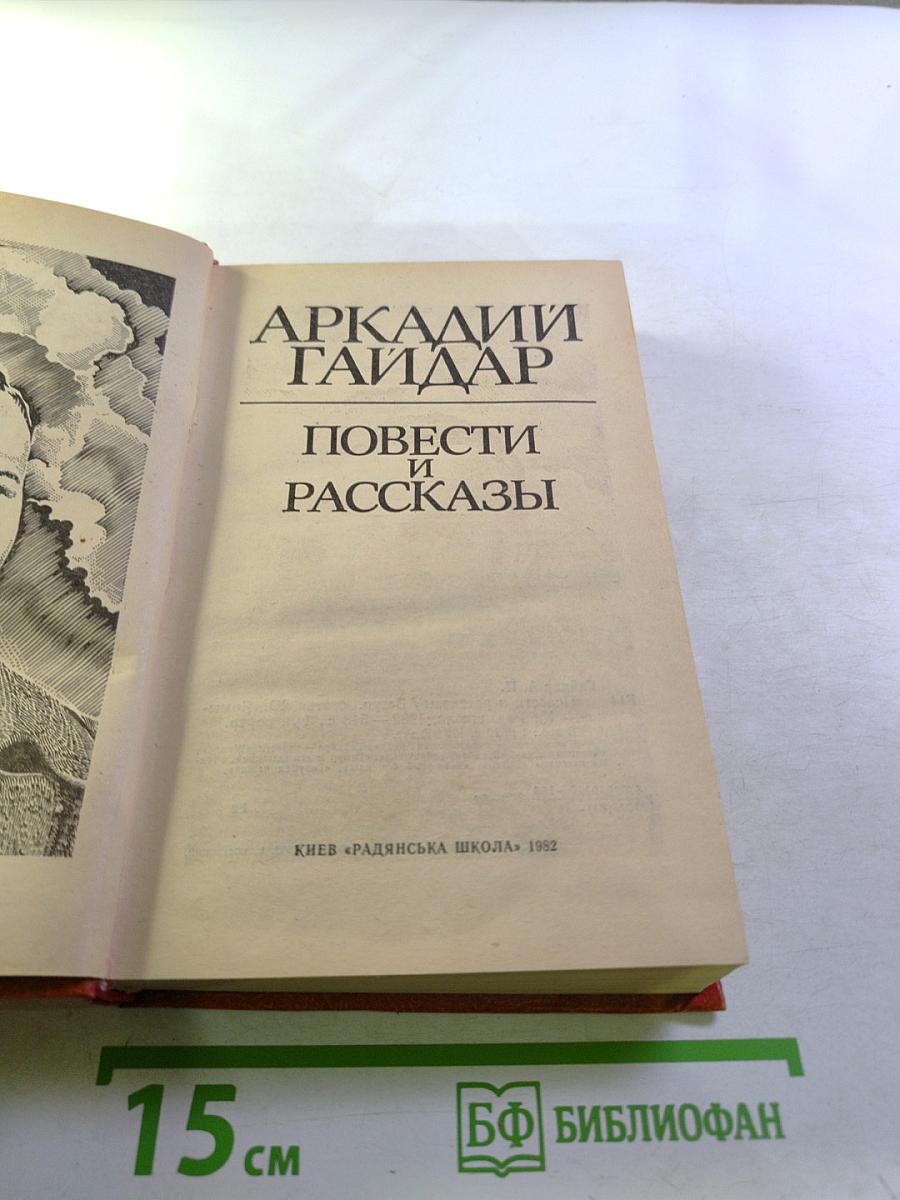 АРКАДИЙ
ГАЙДАР
ПОВЕСТИ
И
РАССКАЗЫ
КИЕВ «РАДЯНСЬКА ШКОЛА» 1982
15 см
БФ БИБЛИОФАН